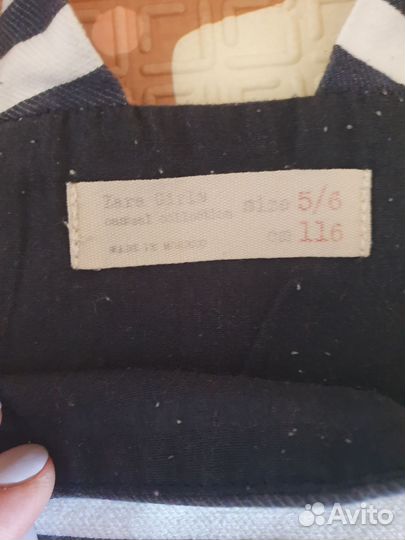 Zara Girls size 5/6
casual collection cm 116
MADE IN MOROCCO
Avito